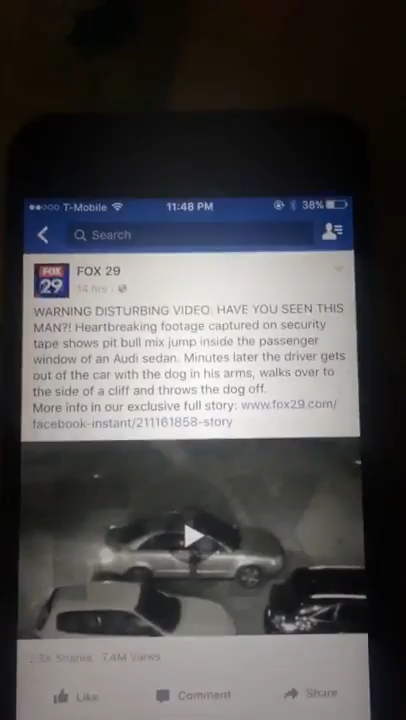 T-Mobile 11:48 PM 38%
Search
FOX 29
FOX 29
14 hrs
WARNING DISTURBING VIDEO: HAVE YOU SEEN THIS
MAN?! Heartbreaking footage captured on security
tape shows pit bull mix jump inside the passenger
window of an Audi sedan. Minutes later the driver gets
out of the car with the dog in his arms, walks over to
the side of a cliff and throws the dog off.
More info in our exclusive full story: www.fox29.com/
facebook-instant/211161858-story
Shares 7.4M Views
Like Comment Share